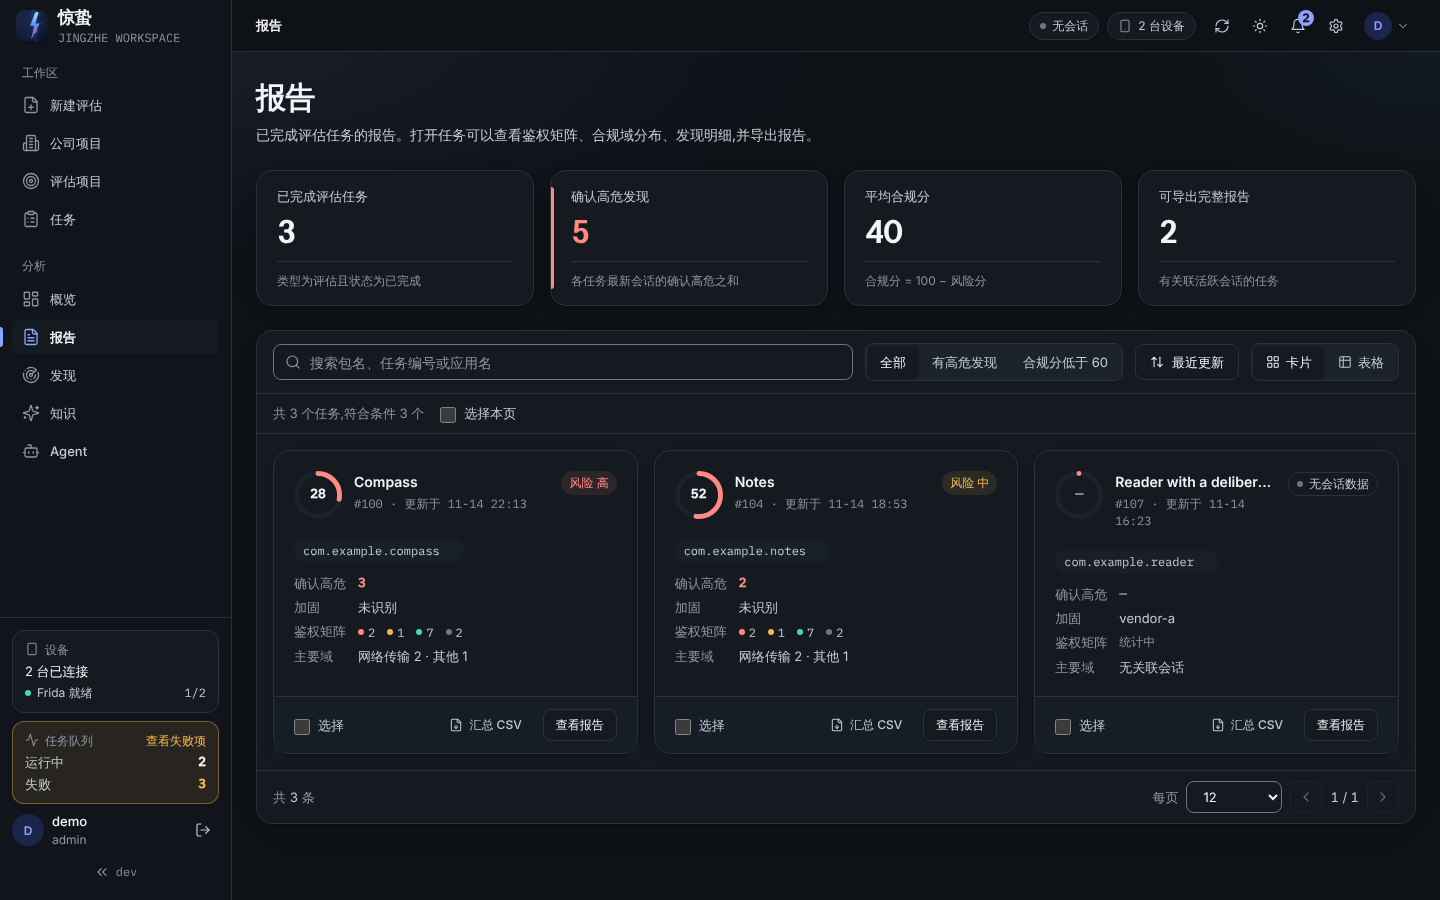 惊蛰
JINGZHE WORKSPACE
工作区
新建评估
公司项目
评估项目
任务
分析
概览
报告
发现
知识
Agent
设备
2 台已连接
Frida 就绪 1/2
任务队列 查看失败项
运行中 2
失败 3
D demo
admin
dev
报告 无会话 2 台设备 2 D
报告
已完成评估任务的报告。打开任务可以查看鉴权矩阵、合规域分布、发现明细,并导出报告。
已完成评估任务
3
类型为评估且状态为已完成
确认高危发现
5
各任务最新会话的确认高危之和
平均合规分
40
合规分 = 100 − 风险分
可导出完整报告
2
有关联活跃会话的任务
搜索包名、任务编号或应用名 全部 有高危发现 合规分低于 60 最近更新 卡片 表格
共 3 个任务,符合条件 3 个 选择本页
28 Compass 风险 高
#100 · 更新于 11-14 22:13
com.example.compass
确认高危 3
加固 未识别
鉴权矩阵 2 1 7 2
主要域 网络传输 2 · 其他 1
选择 汇总 CSV 查看报告
52 Notes 风险 中
#104 · 更新于 11-14 18:53
com.example.notes
确认高危 2
加固 未识别
鉴权矩阵 2 1 7 2
主要域 网络传输 2 · 其他 1
选择 汇总 CSV 查看报告
– Reader with a deliber... 无会话数据
#107 · 更新于 11-14
16:23
com.example.reader
确认高危 –
加固 vendor-a
鉴权矩阵 统计中
主要域 无关联会话
选择 汇总 CSV 查看报告
共 3 条 每页 12 1 / 1